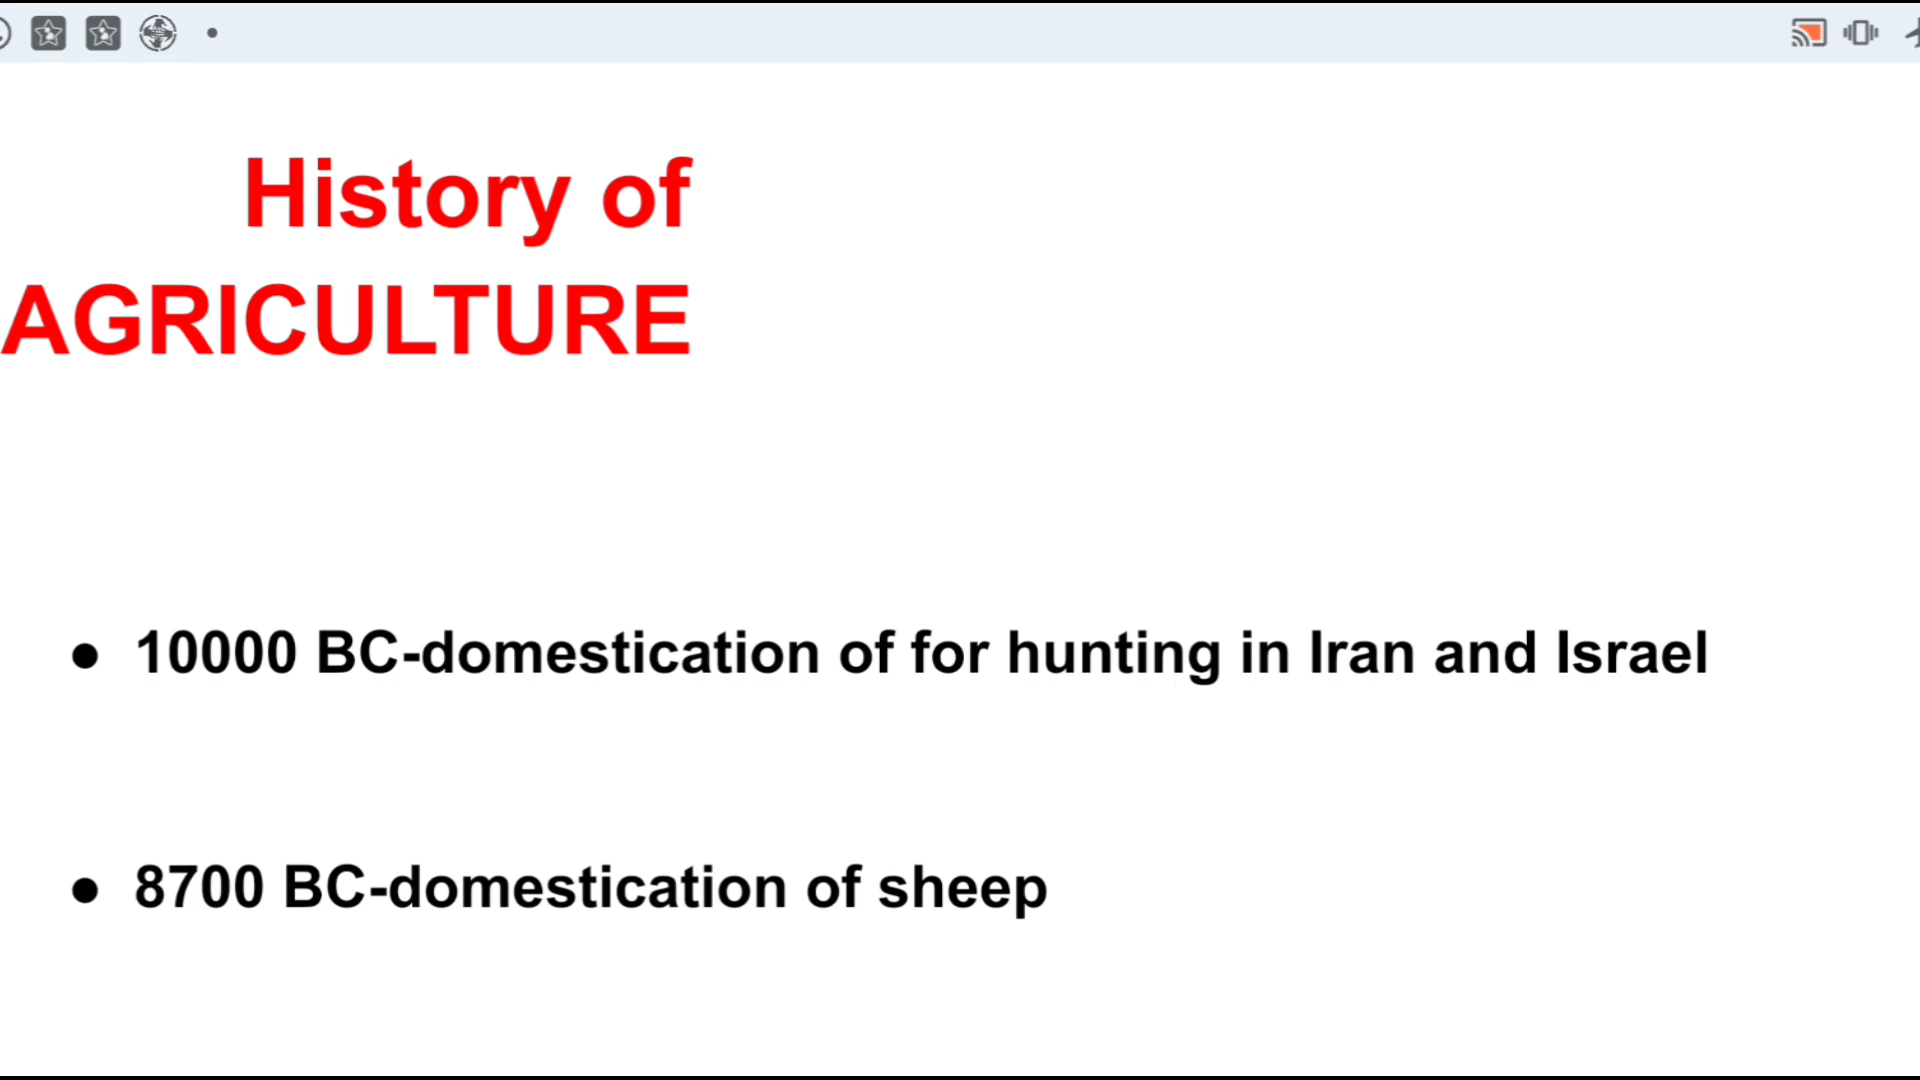 History of
AGRICULTURE
● 10000 BC-domestication of for hunting in Iran and Israel
● 8700 BC-domestication of sheep